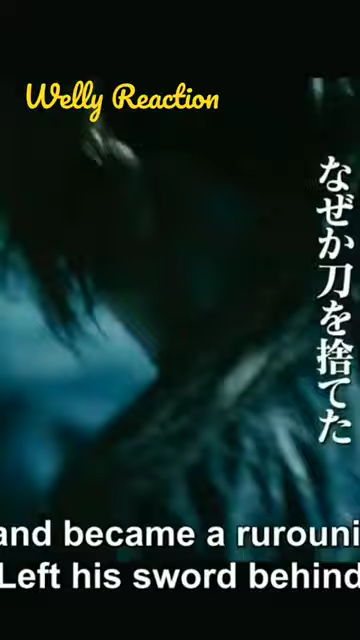 Welly Reaction
なぜか刀を捨てた
and became a rurouni
Left his sword behind